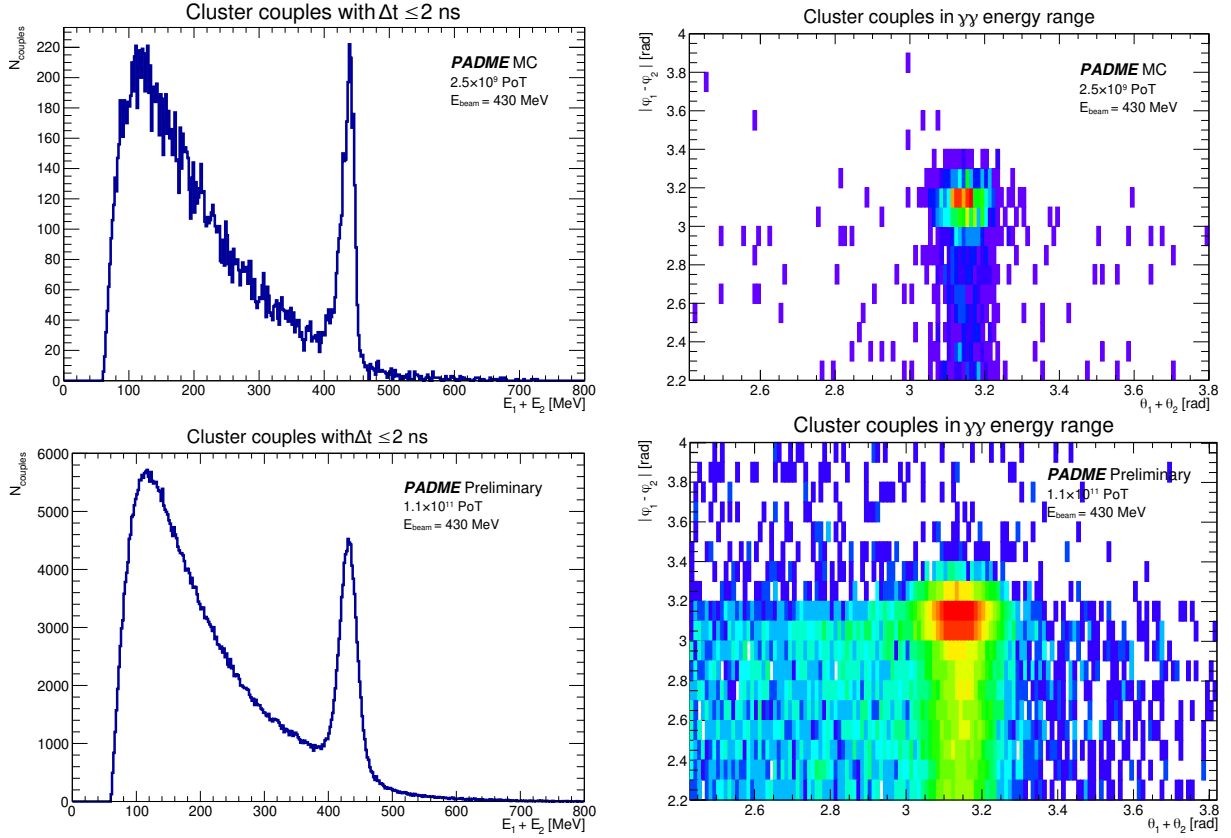 Cluster couples with Δt ≤ 2 ns
N_couples
PADME MC
2.5×10⁹ PoT
E_beam = 430 MeV
220
200
180
160
140
120
100
80
60
40
20
0
0 100 200 300 400 500 600 700 800
E₁ + E₂ [MeV]
Cluster couples in γγ energy range
| φ₁ - φ₂ | [rad]
PADME MC
2.5×10⁹ PoT
E_beam = 430 MeV
4
3.8
3.6
3.4
3.2
3
2.8
2.6
2.4
2.2
2.6 2.8 3 3.2 3.4 3.6 3.8
θ₁ + θ₂ [rad]
Cluster couples with Δt ≤ 2 ns
N_couples
PADME Preliminary
1.1×10¹¹ PoT
E_beam = 430 MeV
6000
5000
4000
3000
2000
1000
0
0 100 200 300 400 500 600 700 800
E₁ + E₂ [MeV]
Cluster couples in γγ energy range
| φ₁ - φ₂ | [rad]
PADME Preliminary
1.1×10¹¹ PoT
E_beam = 430 MeV
4
3.8
3.6
3.4
3.2
3
2.8
2.6
2.4
2.2
2.6 2.8 3 3.2 3.4 3.6 3.8
θ₁ + θ₂ [rad]